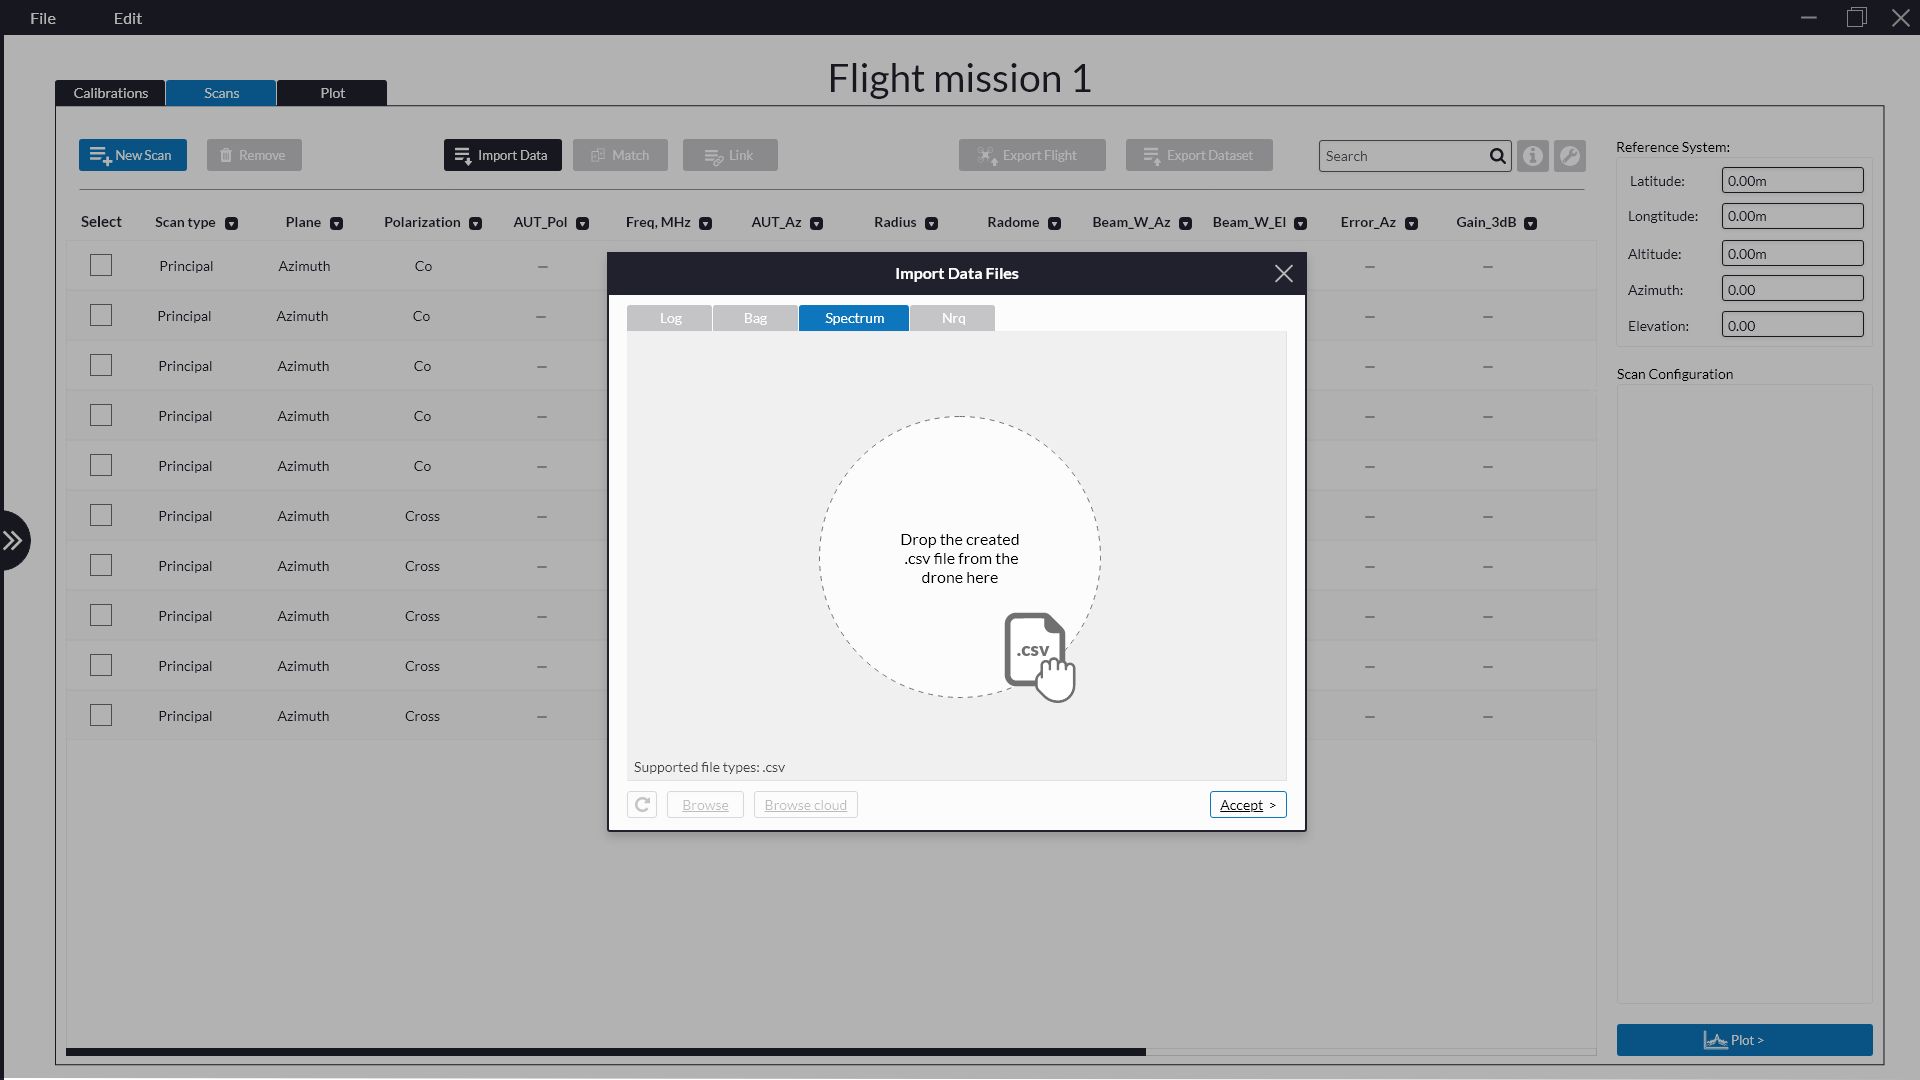 File Edit
Flight mission 1
Calibrations Scans Plot
New Scan Remove Import Data Match Link Export Flight Export Dataset Search
Select Scan type Plane Polarization AUT_Pol Freq, MHz AUT_Az Radius Radome Beam_W_Az Beam_W_El Error_Az Gain_3dB
Principal Azimuth Co – – –
Principal Azimuth Co – – –
Principal Azimuth Co – – –
Principal Azimuth Co – – –
Principal Azimuth Co – – –
Principal Azimuth Cross – – –
Principal Azimuth Cross – – –
Principal Azimuth Cross – – –
Principal Azimuth Cross – – –
Principal Azimuth Cross – – –
Import Data Files
Log Bag Spectrum Nrq
Drop the created
.csv file from the
drone here
.csv
Supported file types: .csv
Browse Browse cloud Accept >
Reference System:
Latitude: 0.00m
Longtitude: 0.00m
Altitude: 0.00m
Azimuth: 0.00
Elevation: 0.00
Scan Configuration
Plot >